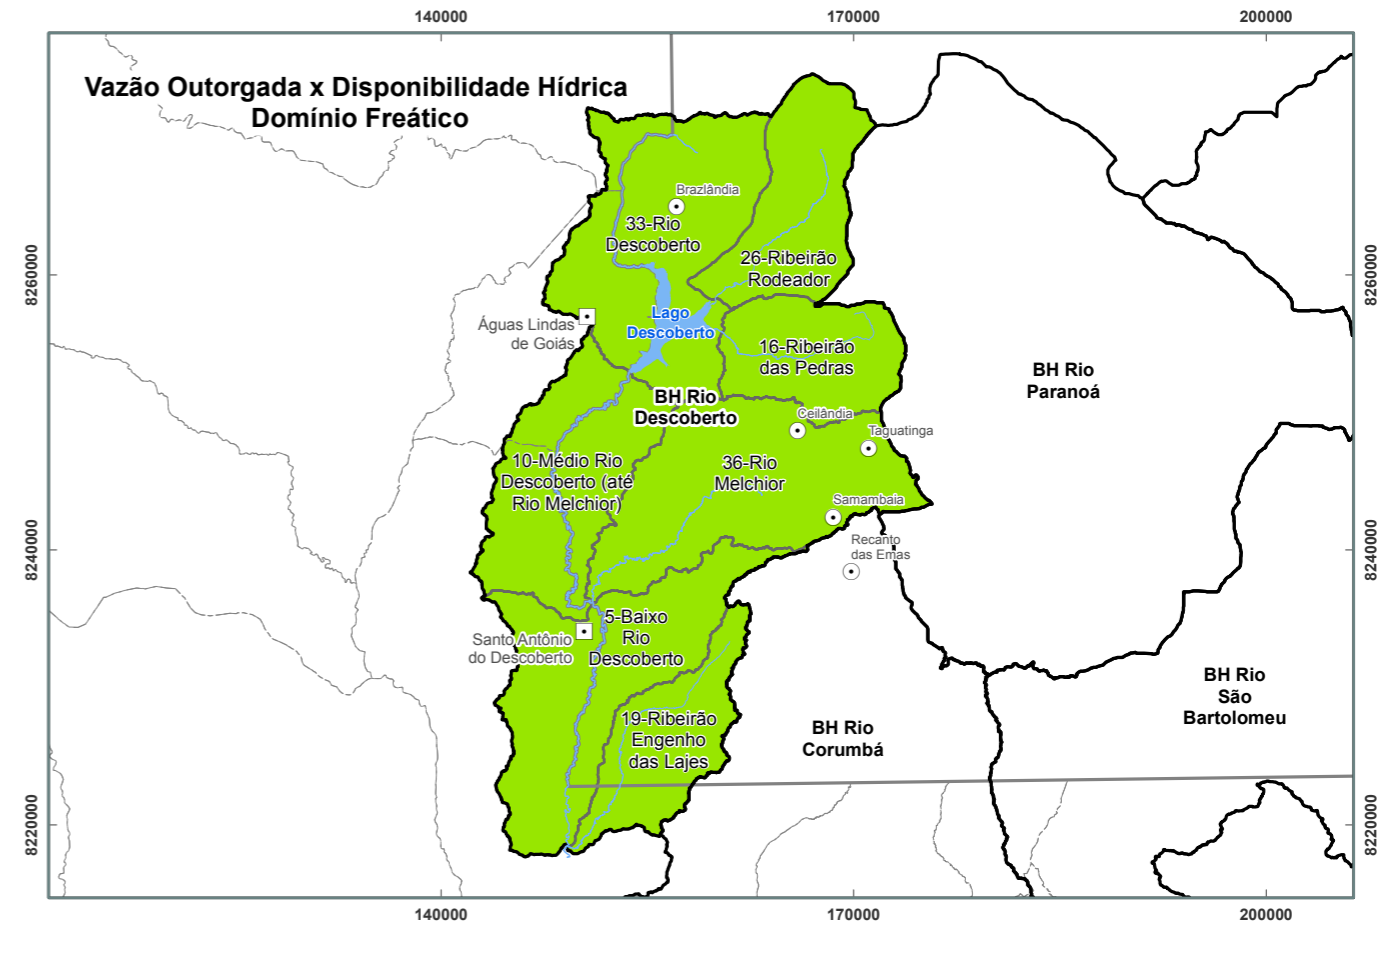 140000
170000
200000
Vazão Outorgada x Disponibilidade Hídrica
Domínio Freático
Brazlândia
33-Rio
Descoberto
26-Ribeirão
Rodeador
8260000
8260000
Águas Lindas
de Goiás
Lago
Descoberto
16-Ribeirão
das Pedras
BH Rio
Paranoá
BH Rio
Descoberto
Ceilândia
Taguatinga
10-Médio Rio
Descoberto (até
Rio Melchior)
36-Rio
Melchior
Samambaia
Recanto
das Emas
8240000
8240000
5-Baixo
Rio
Descoberto
Santo Antônio
do Descoberto
BH Rio
São
Bartolomeu
19-Ribeirão
Engenho
das Lajes
BH Rio
Corumbá
8220000
8220000
140000
170000
200000